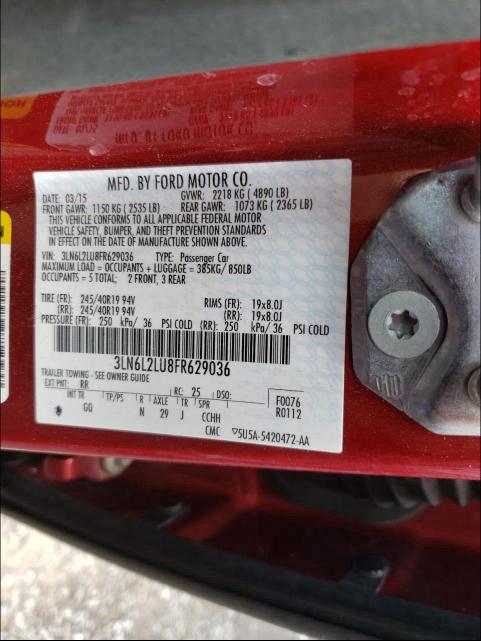 MFD. BY FORD MOTOR CO.
DATE: 03/15 GVWR: 2218 KG ( 4890 LB)
FRONT GAWR: 1150 KG ( 2535 LB) REAR GAWR: 1073 KG ( 2365 LB)
THIS VEHICLE CONFORMS TO ALL APPLICABLE FEDERAL MOTOR
VEHICLE SAFETY, BUMPER, AND THEFT PREVENTION STANDARDS
IN EFFECT ON THE DATE OF MANUFACTURE SHOWN ABOVE.
VIN: 3LN6L2LU8FR629036 TYPE: Passenger Car
MAXIMUM LOAD = OCCUPANTS + LUGGAGE = 385KG/ 850LB
OCCUPANTS = 5 TOTAL: 2 FRONT, 3 REAR
TIRE (FR): 245/40R19 94V RIMS (FR): 19x8.0J
(RR): 245/40R19 94V (RR): 19x8.0J
PRESSURE (FR) 250 kPa/ 36 PSI COLD (RR) 250 kPa/ 36 PSI COLD
3LN6L2LU8FR629036
TRAILER TOWING - SEE OWNER GUIDE
EXT PNT: RR RC: 25 DSO: F0076
INT TR TP/PS R AXLE TR SPR R0112
GQ N 29 J CCHH
CMC 5U5A-5420472-AA